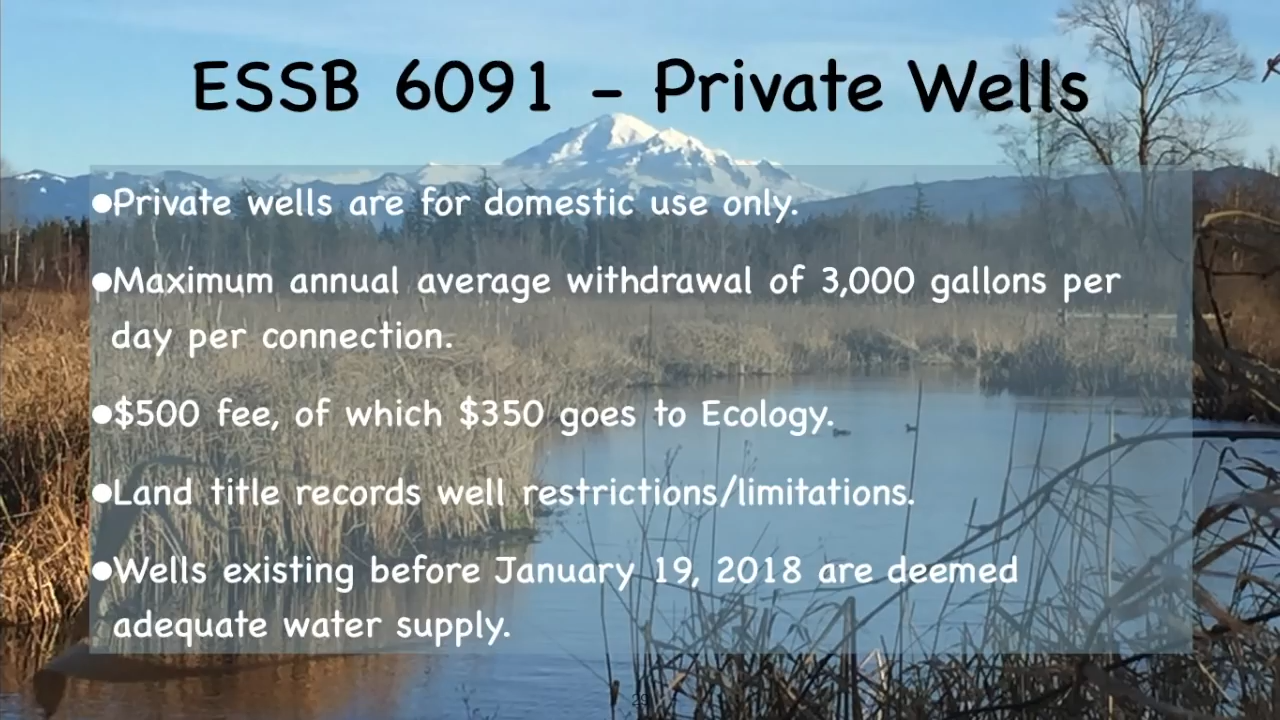 ESSB 6091 – Private Wells
•Private wells are for domestic use only.
•Maximum annual average withdrawal of 3,000 gallons per
day per connection.
•$500 fee, of which $350 goes to Ecology.
•Land title records well restrictions/limitations.
•Wells existing before January 19, 2018 are deemed
adequate water supply.